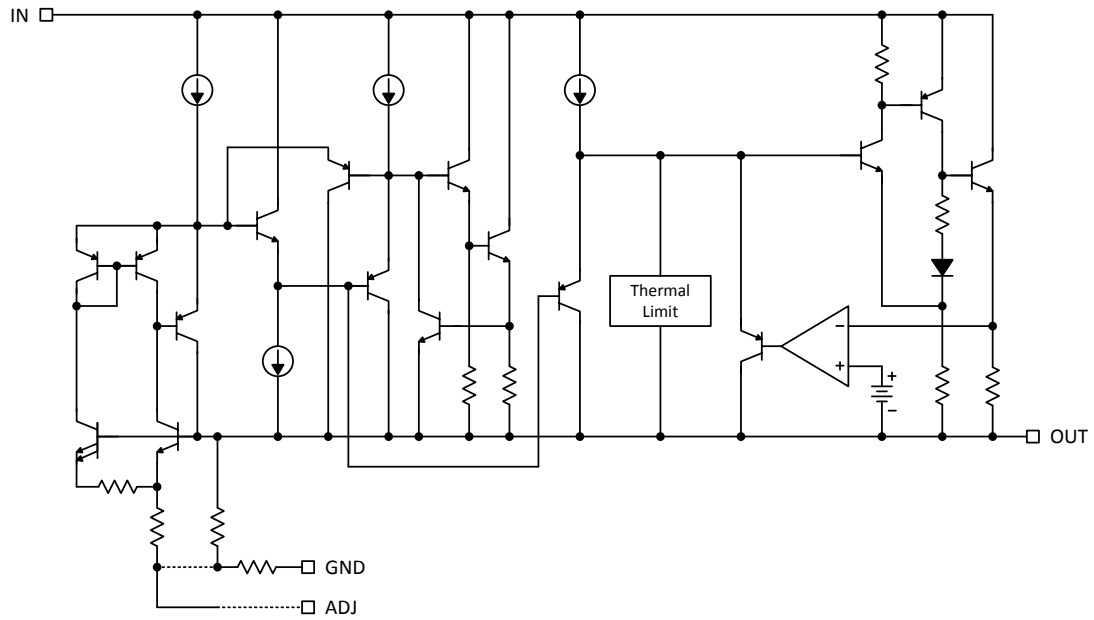 IN
Thermal
Limit
−
+
+
−
OUT
GND
ADJ